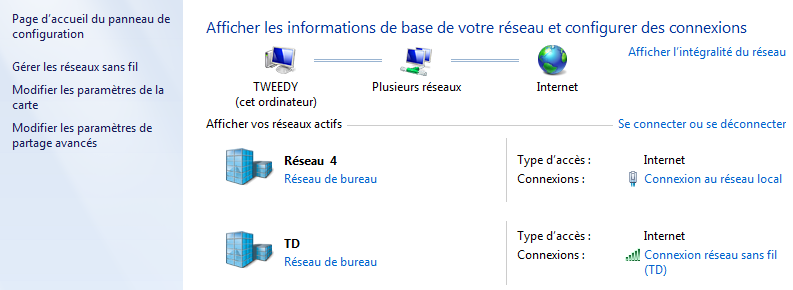 Page d'accueil du panneau de
configuration
Gérer les réseaux sans fil
Modifier les paramètres de la
carte
Modifier les paramètres de
partage avancés
Afficher les informations de base de votre réseau et configurer des connexions
Afficher l'intégralité du réseau
TWEEDY
(cet ordinateur)
Plusieurs réseaux
Internet
Afficher vos réseaux actifs
Se connecter ou se déconnecter
Réseau 4
Réseau de bureau
Type d'accès : Internet
Connexions : Connexion au réseau local
TD
Réseau de bureau
Type d'accès : Internet
Connexions : Connexion réseau sans fil
(TD)